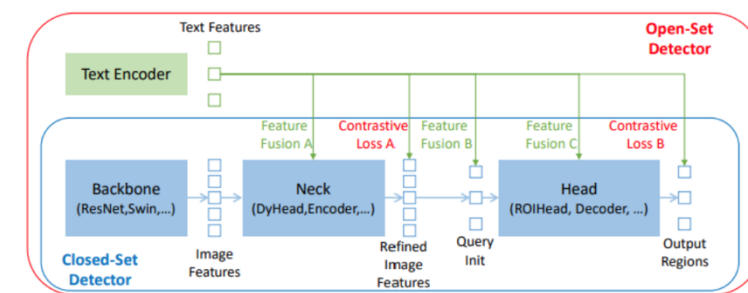 Text Features
Open-Set
Detector
Text Encoder
Feature
Fusion A
Contrastive
Loss A
Feature
Fusion B
Feature
Fusion C
Contrastive
Loss B
Backbone
(ResNet,Swin,...)
Neck
(DyHead,Encoder,...)
Head
(ROIHead, Decoder, ...)
Image
Features
Refined
Image
Features
Query
Init
Output
Regions
Closed-Set
Detector